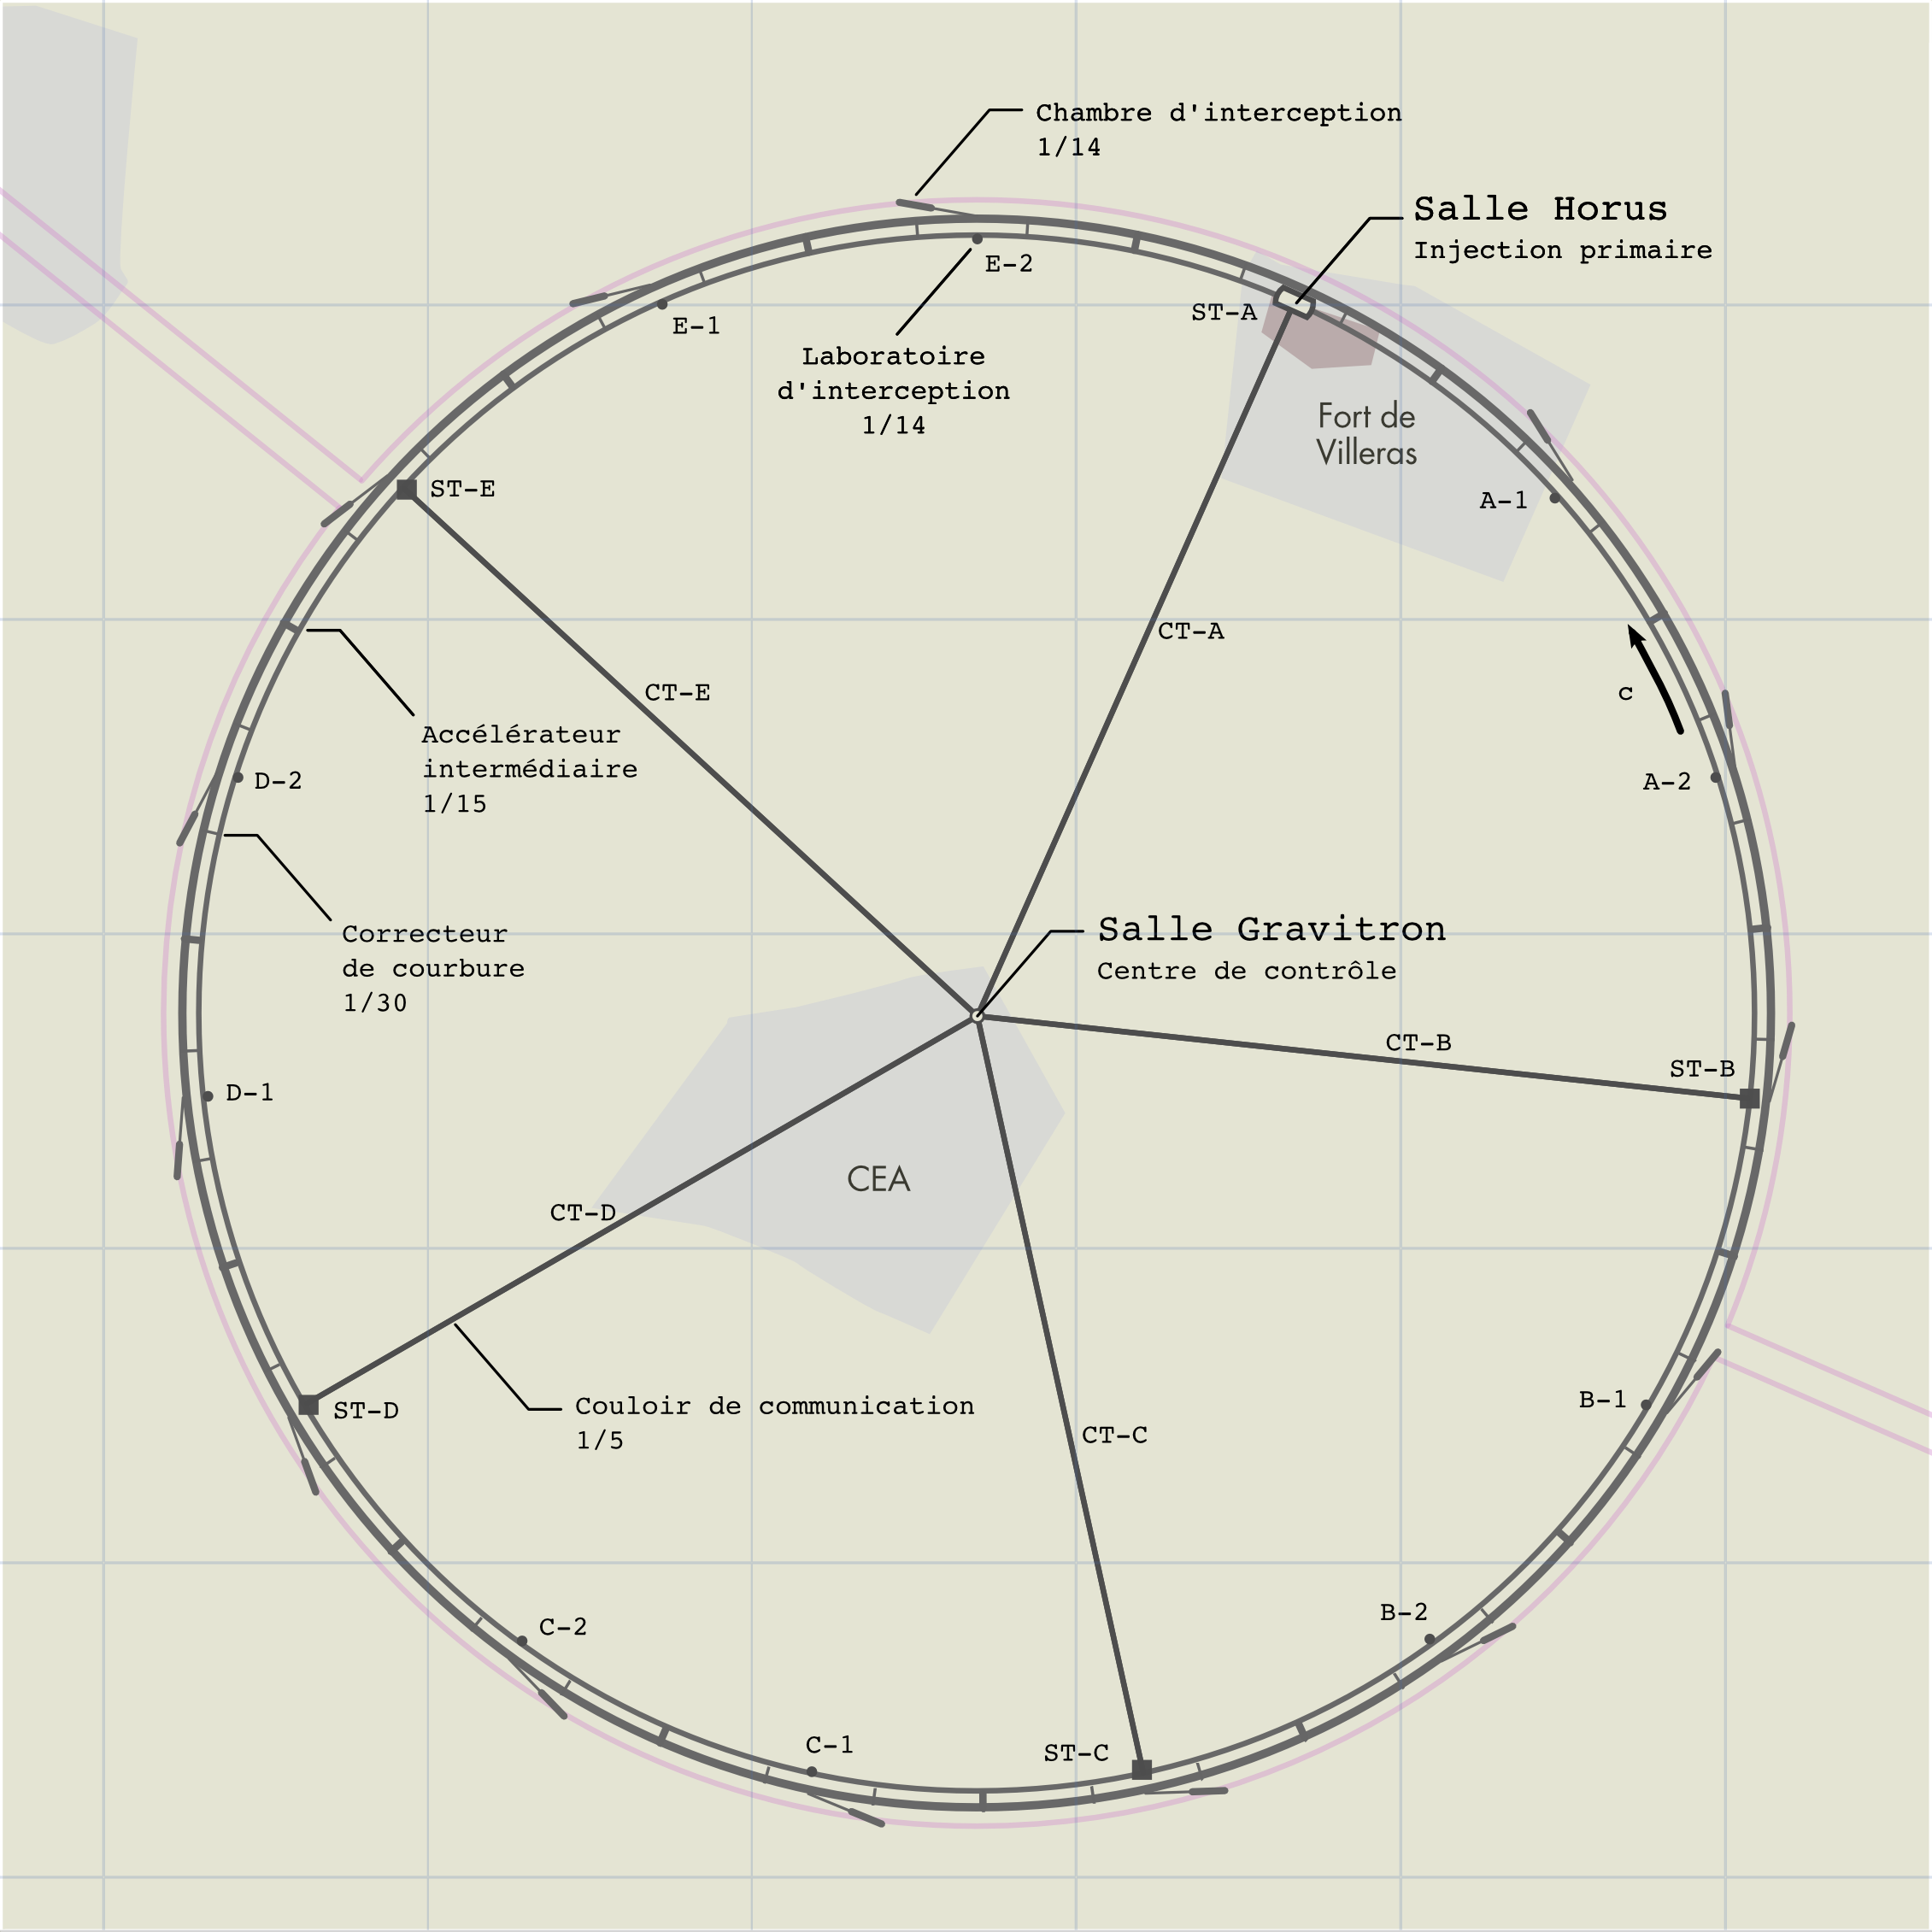 Chambre d'interception
1/14
Salle Horus
Injection primaire
E-2
ST-A
E-1
Laboratoire
d'interception
1/14
Fort de
Villeras
ST-E
A-1
CT-A
CT-E
c
Accélérateur
intermédiaire
1/15
D-2
A-2
Salle Gravitron
Centre de contrôle
Correcteur
de courbure
1/30
CT-B
ST-B
D-1
CEA
CT-D
B-1
Couloir de communication
1/5
ST-D
CT-C
B-2
C-2
C-1
ST-C